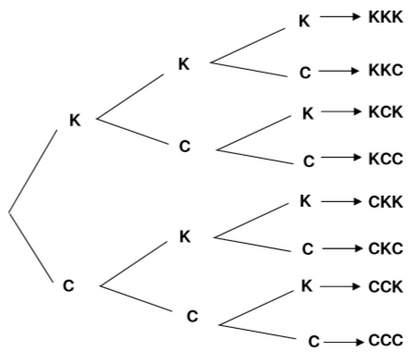 K → KKK
K
C → KKC
K
K → KCK
C
C → KCC
K → CKK
K
C → CKC
C
K → CCK
C
C → CCC